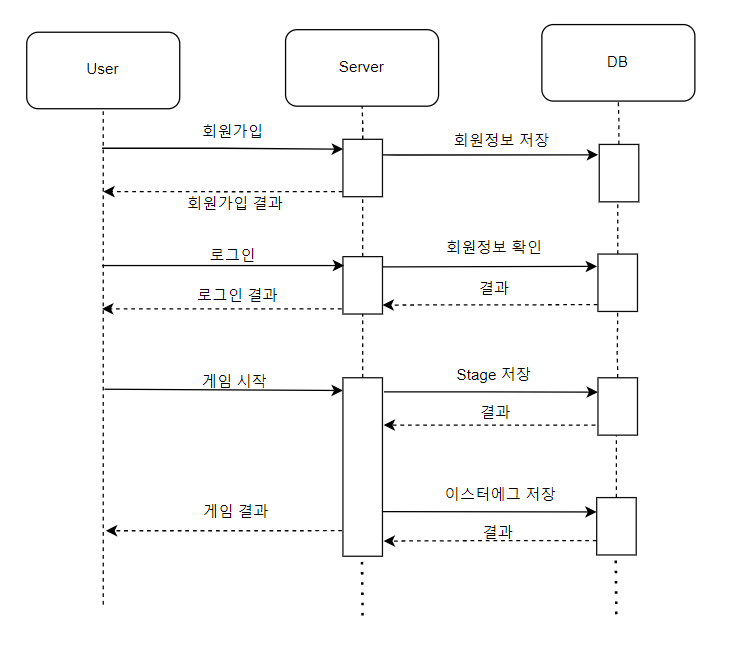 User
Server
DB
회원가입
회원정보 저장
회원가입 결과
로그인
회원정보 확인
로그인 결과
결과
게임 시작
Stage 저장
결과
이스터에그 저장
게임 결과
결과